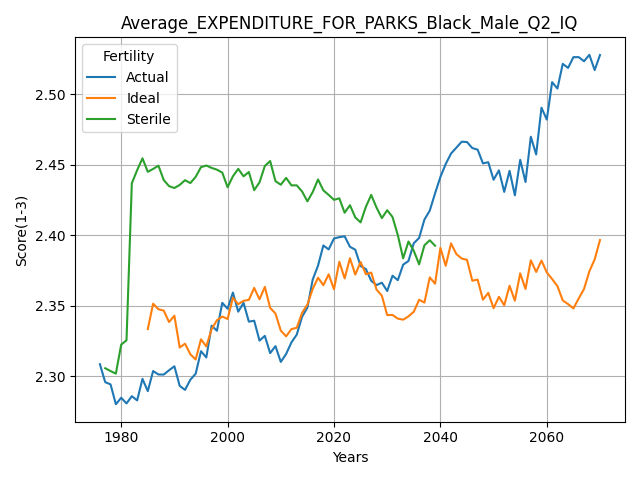 Average_EXPENDITURE_FOR_PARKS_Black_Male_Q2_IQ
Fertility
Actual
Ideal
Sterile
Score(1-3)
2.50
2.45
2.40
2.35
2.30
1980 2000 2020 2040 2060
Years